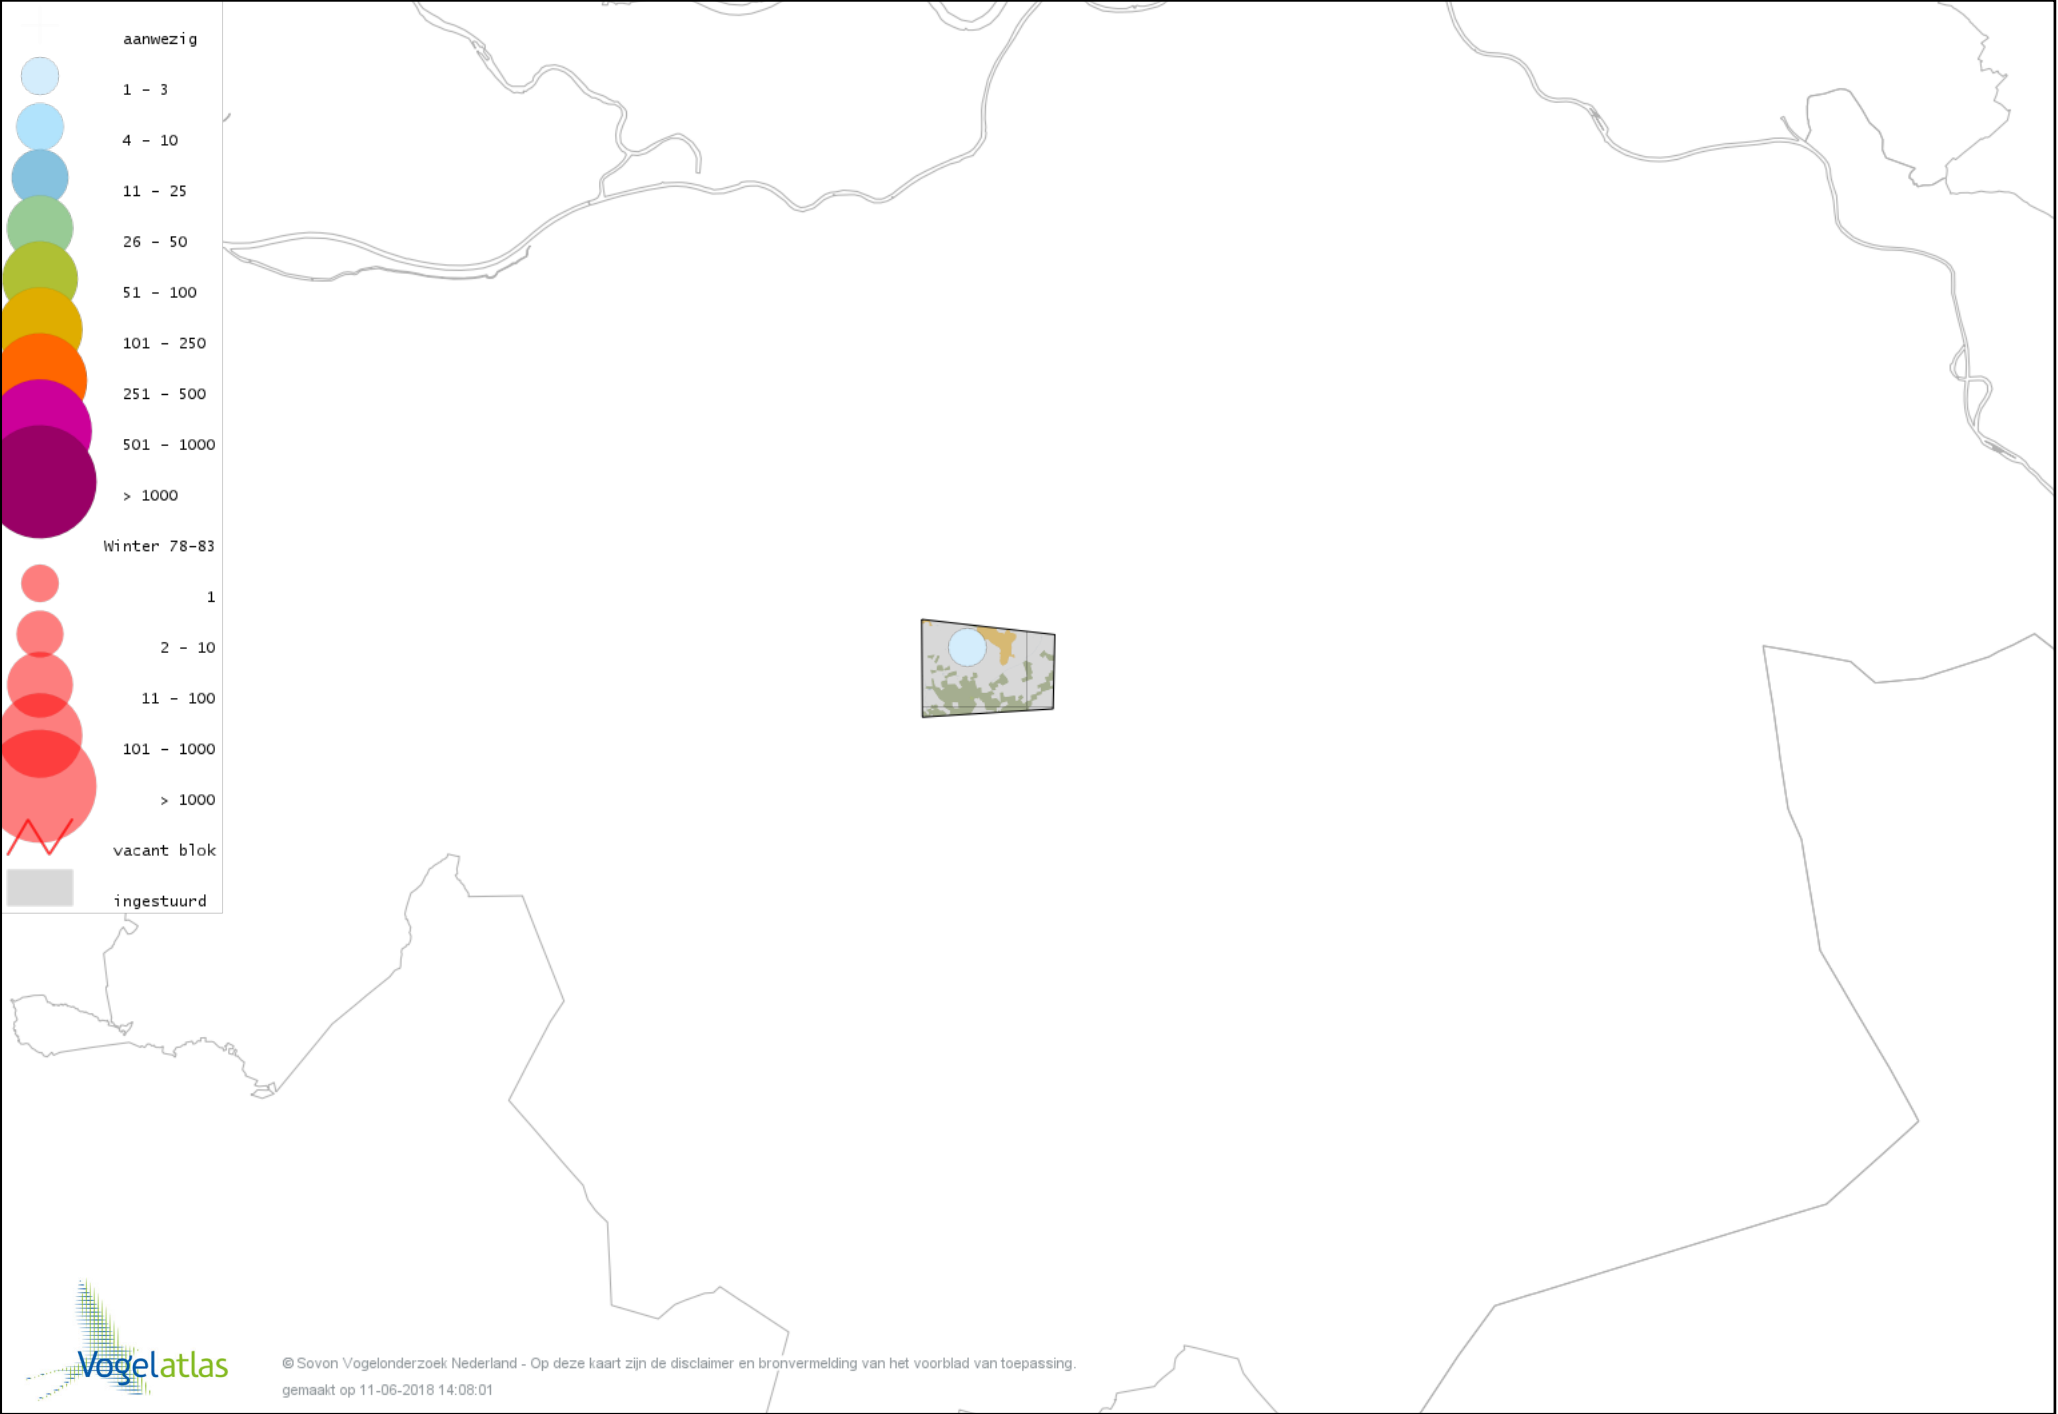 aanwezig
1 - 3
4 - 10
11 - 25
26 - 50
51 - 100
101 - 250
251 - 500
501 - 1000
> 1000
Winter 78-83
1
2 - 10
11 - 100
101 - 1000
> 1000
vacant blok
ingestuurd
Vogelatlas
© Sovon Vogelonderzoek Nederland - Op deze kaart zijn de disclaimer en bronvermelding van het voorblad van toepassing.
gemaakt op 11-06-2018 14:08:01